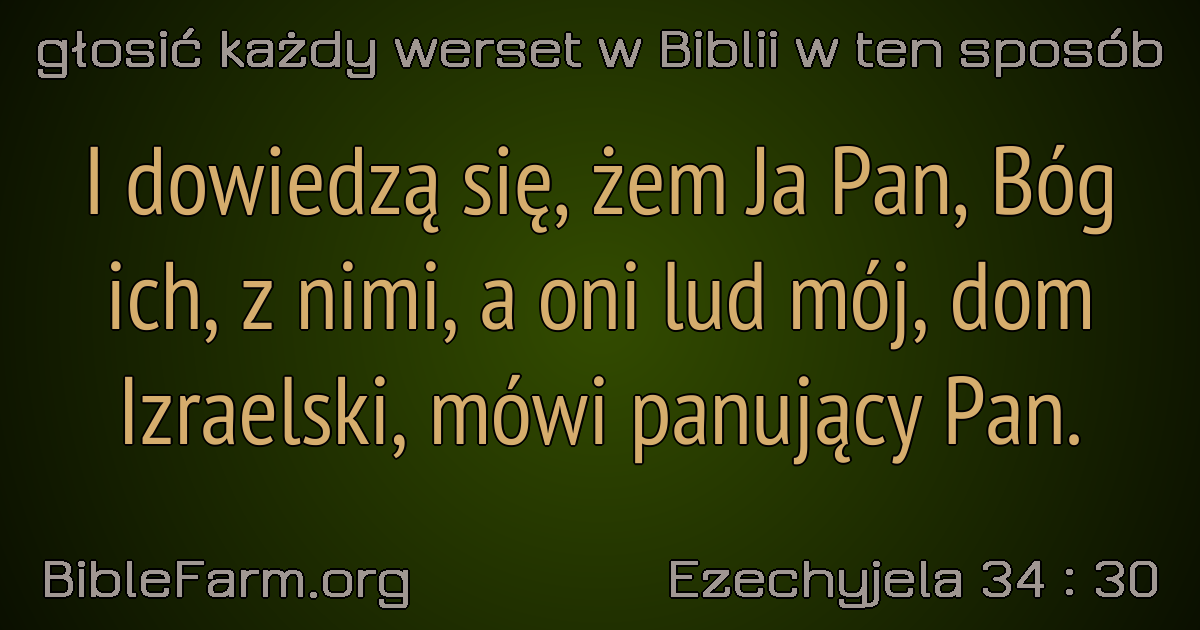 głosić każdy werset w Biblii w ten sposób
I dowiedzą się, żem Ja Pan, Bóg
ich, z nimi, a oni lud mój, dom
Izraelski, mówi panujący Pan.
BibleFarm.org
Ezechyjela 34 : 30